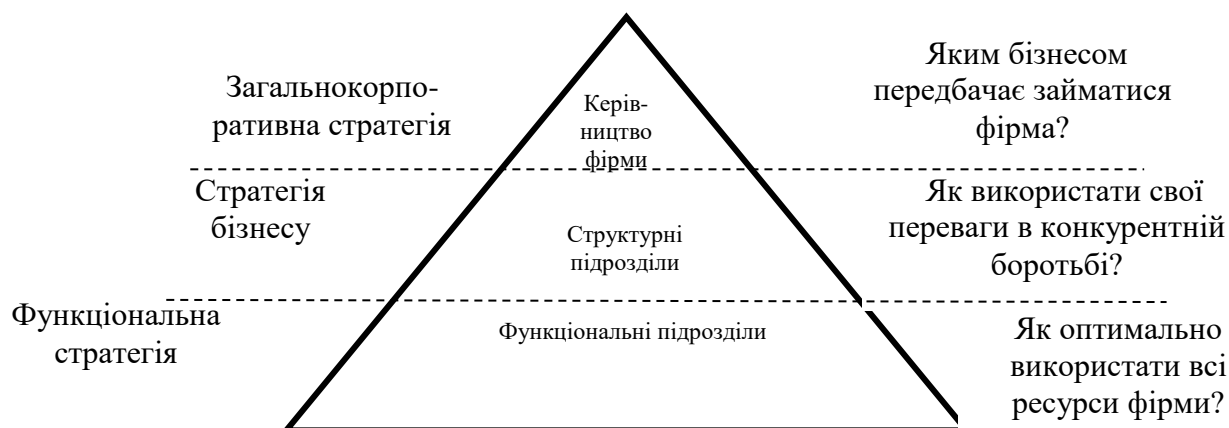 Загальнокорпо-
ративна стратегія
Керів-
ництво
фірми
Яким бізнесом
передбачає займатися
фірма?
Стратегія
бізнесу
Структурні
підрозділи
Як використати свої
переваги в конкурентній
боротьбі?
Функціональна
стратегія
Функціональні підрозділи
Як оптимально
використати всі
ресурси фірми?